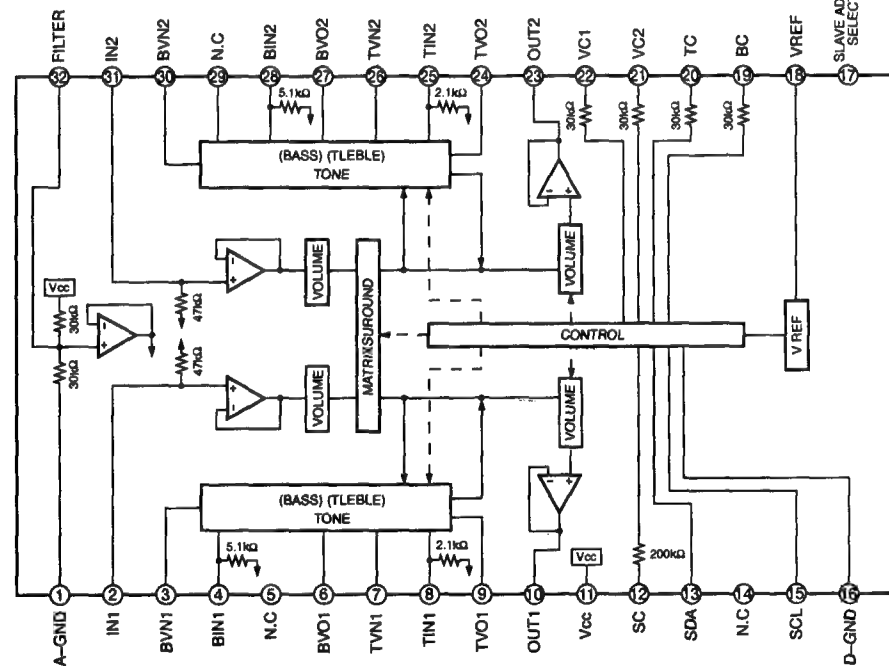 FILTER
IN2
BVN2
N.C
BIN2
BVO2
TVN2
TIN2
TVO2
OUT2
VC1
VC2
TC
BC
VREF
SLAVE AD
SELEC
32
31
30
29
28
27
26
25
24
23
22
21
20
19
18
17
5.1kΩ
2.1kΩ
30kΩ
30kΩ
30kΩ
30kΩ
(BASS) (TLEBLE)
TONE
Vcc
30kΩ
30kΩ
47kΩ
47kΩ
VOLUME
VOLUME
MATRIXSUROUND
VOLUME
VOLUME
CONTROL
V REF
(BASS) (TLEBLE)
TONE
5.1kΩ
2.1kΩ
Vcc
200kΩ
1
2
3
4
5
6
7
8
9
10
11
12
13
14
15
16
A-GND
IN1
BVN1
BIN1
N.C
BVO1
TVN1
TIN1
TVO1
OUT1
Vcc
SC
SDA
N.C
SCL
D-GND